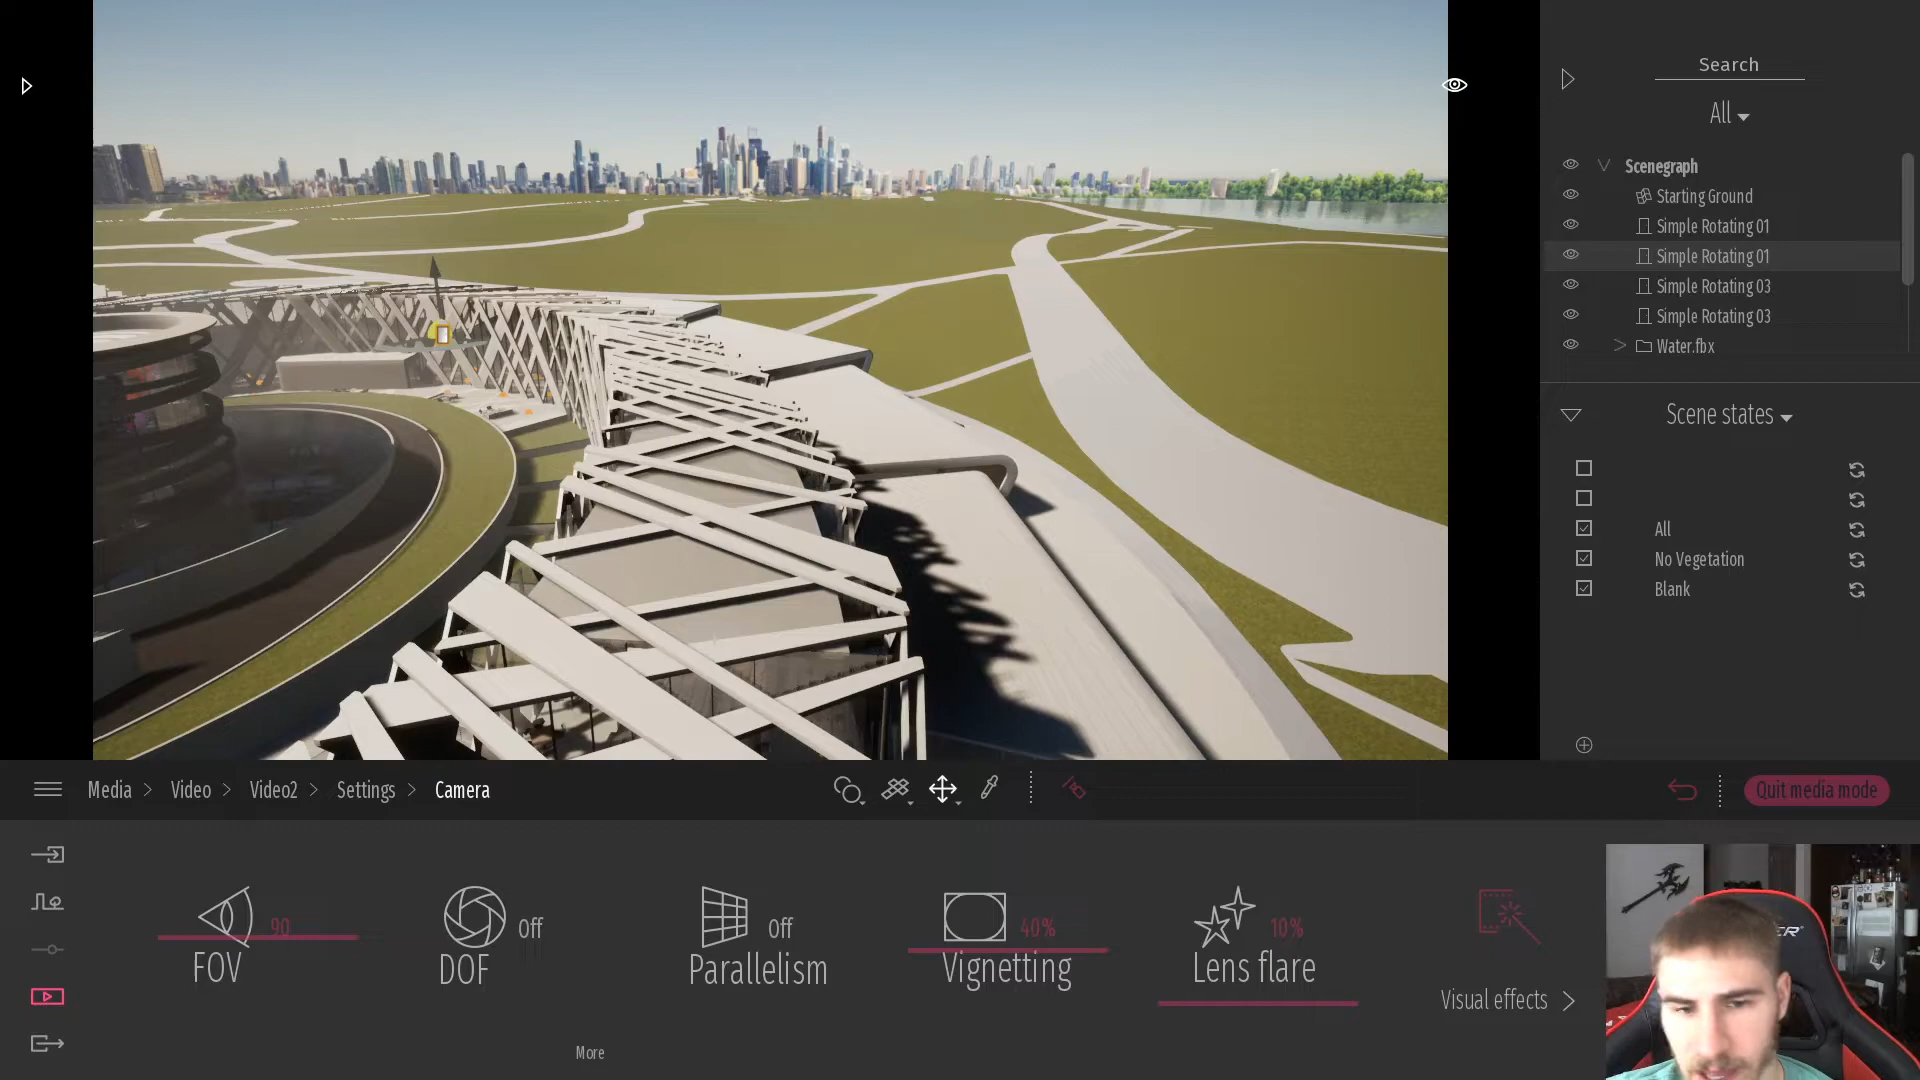 Search
All
Scenegraph
Starting Ground
Simple Rotating 01
Simple Rotating 01
Simple Rotating 03
Simple Rotating 03
Water.fbx
Scene states
All
No Vegetation
Blank
Media > Video > Video2 > Settings > Camera
Quit media mode
90
FOV
Off
DOF
Off
Parallelism
40%
Vignetting
10%
Lens flare
Visual effects
More